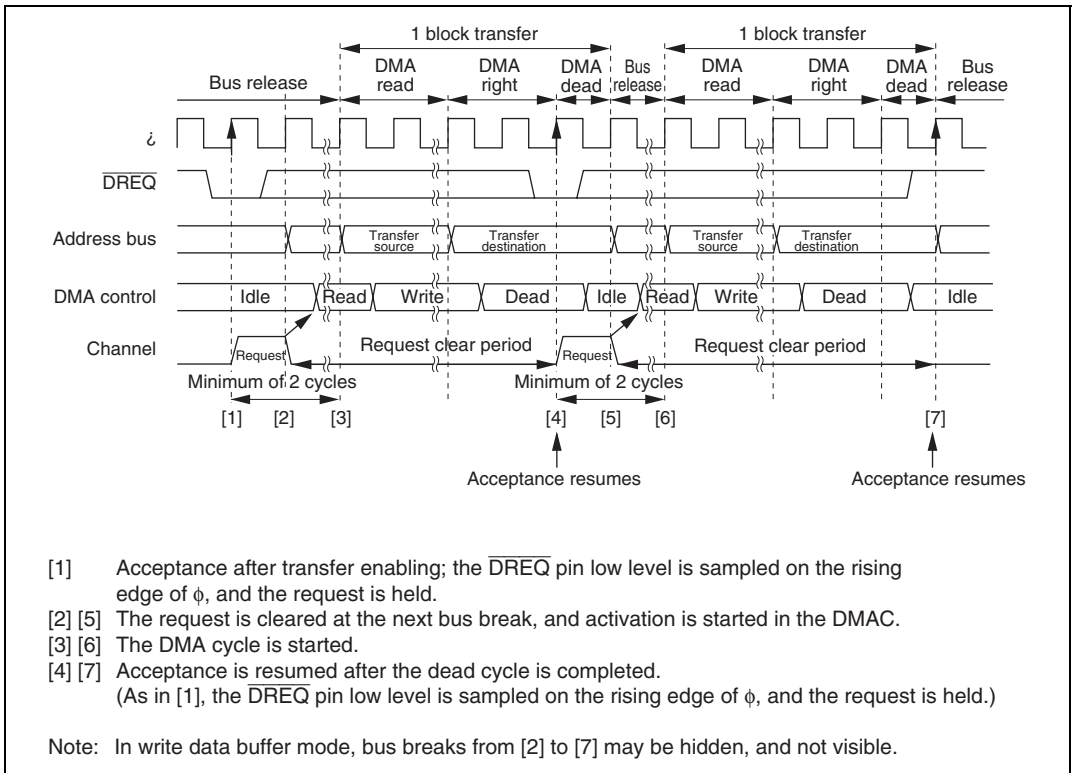 1 block transfer 1 block transfer
Bus release DMA read DMA right DMA dead Bus release DMA read DMA right DMA dead Bus release
¿
DREQ
Address bus Transfer source Transfer destination Transfer source Transfer destination
DMA control Idle Read Write Dead Idle Read Write Dead Idle
Channel Request Request clear period Request Request clear period
Minimum of 2 cycles Minimum of 2 cycles
[1] [2] [3] [4] [5] [6] [7]
Acceptance resumes Acceptance resumes
[1] Acceptance after transfer enabling; the DREQ pin low level is sampled on the rising
edge of ϕ, and the request is held.
[2] [5] The request is cleared at the next bus break, and activation is started in the DMAC.
[3] [6] The DMA cycle is started.
[4] [7] Acceptance is resumed after the dead cycle is completed.
(As in [1], the DREQ pin low level is sampled on the rising edge of ϕ, and the request is held.)
Note: In write data buffer mode, bus breaks from [2] to [7] may be hidden, and not visible.